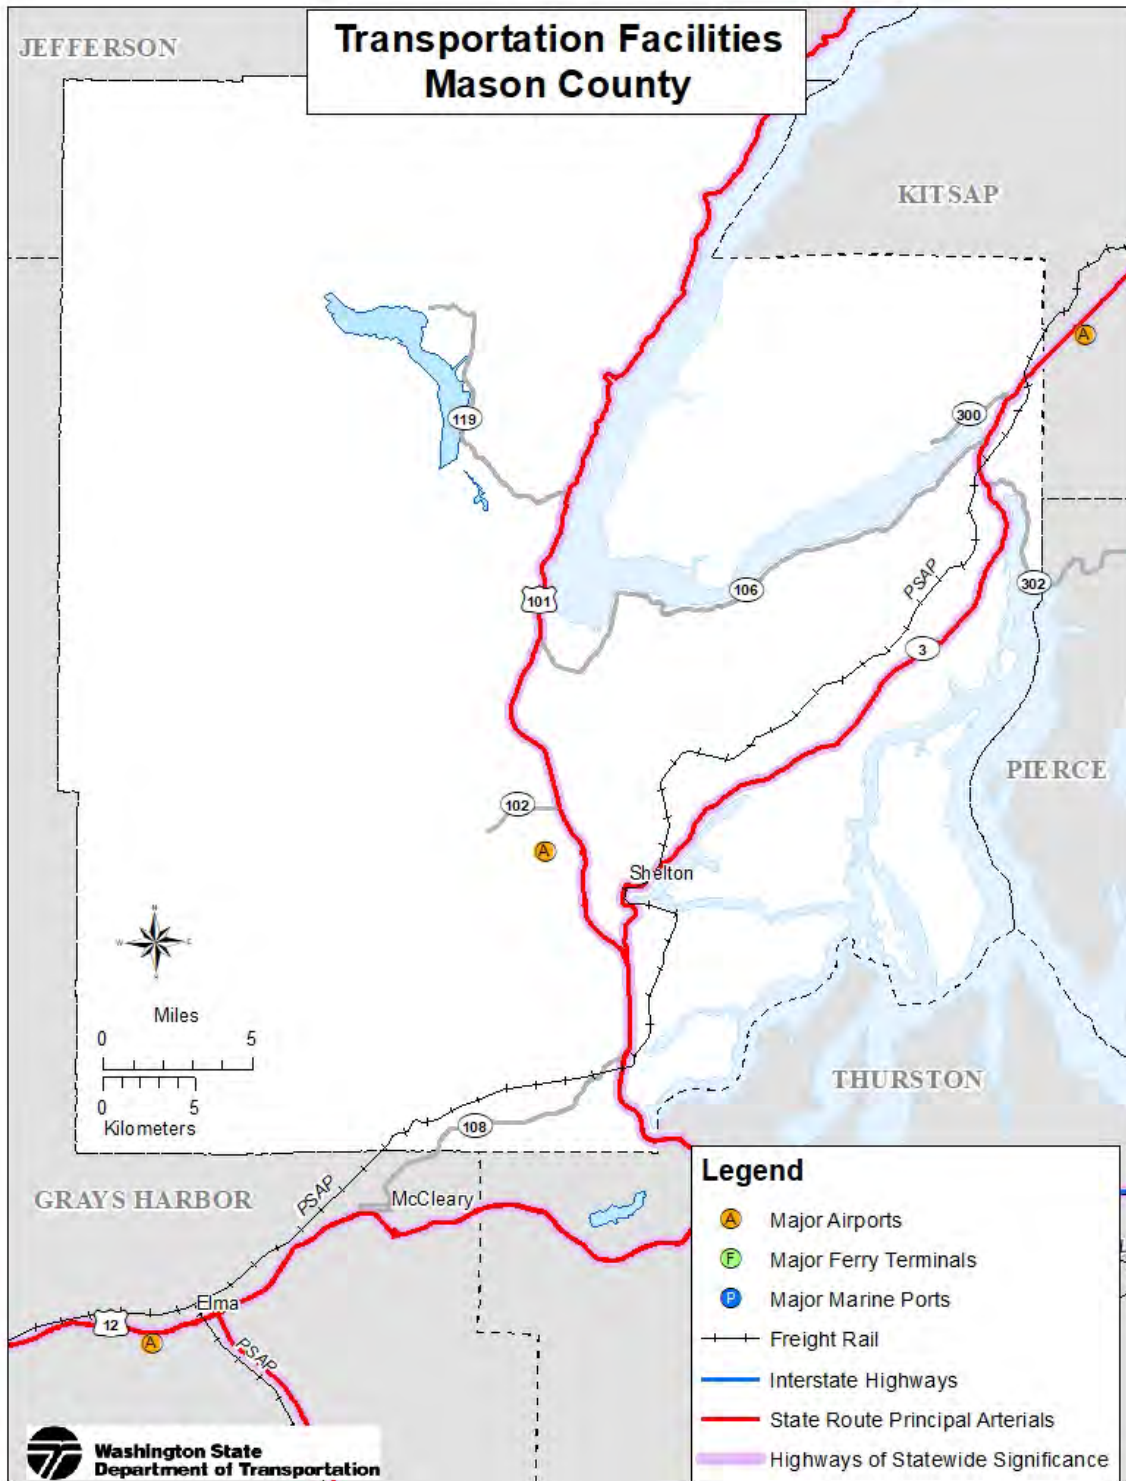 Transportation Facilities
Mason County
JEFFERSON
KITSAP
A
119
300
101
106
PSAP
302
3
PIERCE
102
A
Shelton
N
W
E
Miles
0
5
0
5
Kilometers
THURSTON
108
GRAYS HARBOR
PSAP
McCleary
Elma
12
A
PSAP
Legend
A Major Airports
F Major Ferry Terminals
P Major Marine Ports
Freight Rail
Interstate Highways
State Route Principal Arterials
Highways of Statewide Significance
Washington State
Department of Transportation